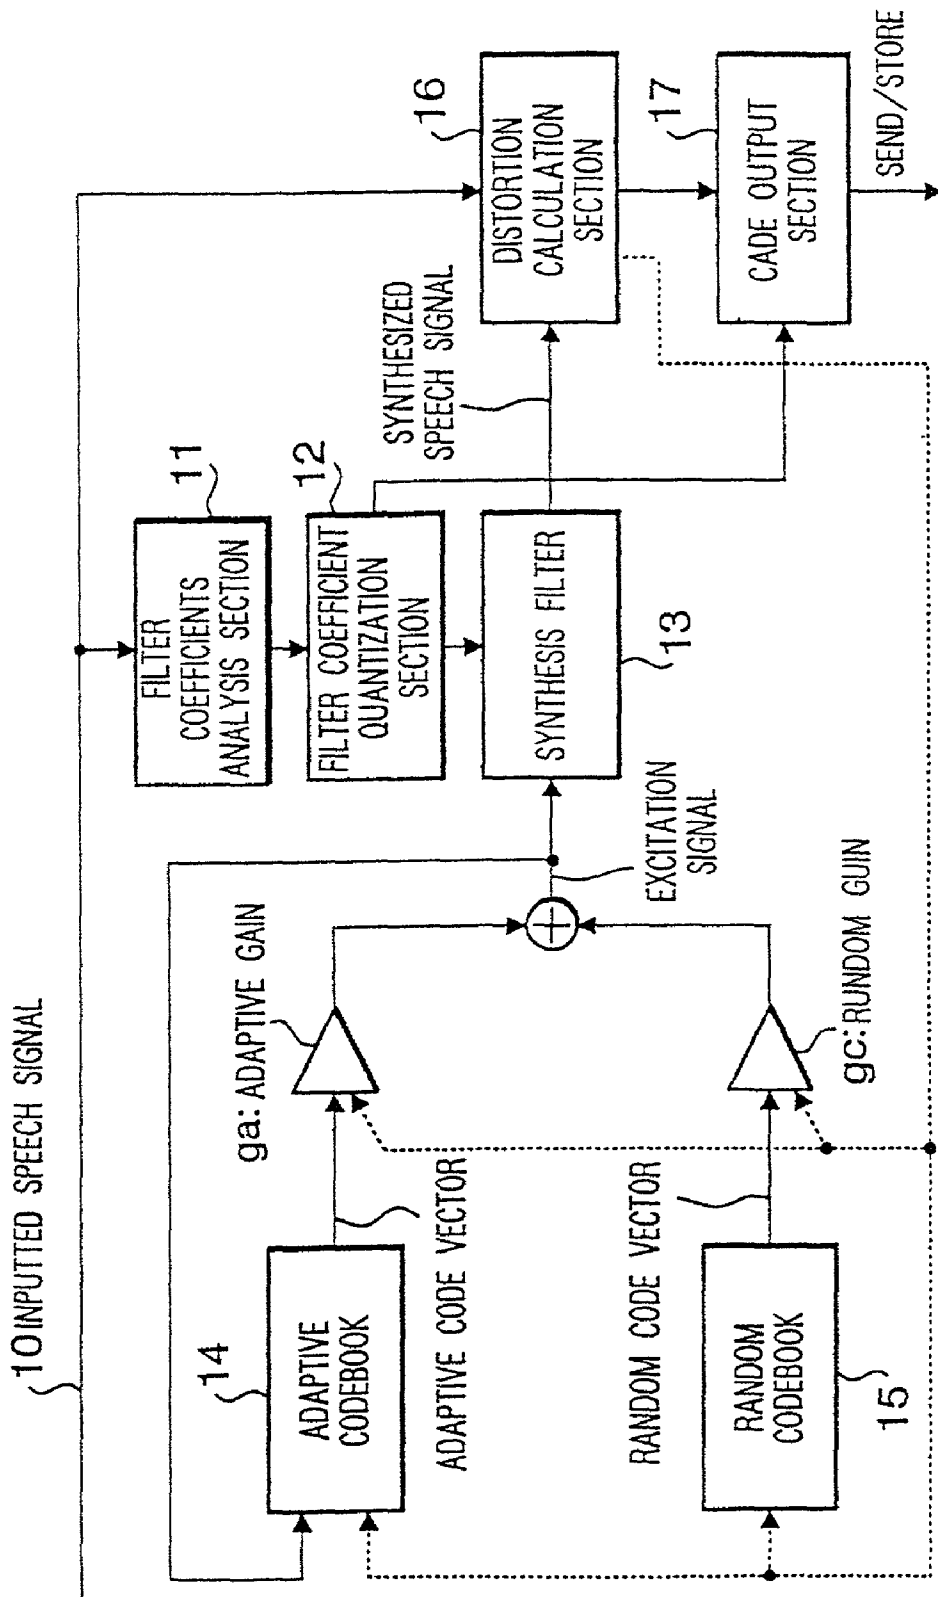 10 INPUTTED SPEECH SIGNAL
11
FILTER
COEFFICIENTS
ANALYSIS SECTION
12
FILTER COEFFICIENT
QUANTIZATION
SECTION
16
DISTORTION
CALCULATION
SECTION
SYNTHESIZED
SPEECH SIGNAL
SYNTHESIS FILTER
13
17
CADE OUTPUT
SECTION
SEND/STORE
14
ADAPTIVE
CODEBOOK
ga: ADAPTIVE GAIN
ADAPTIVE CODE VECTOR
EXCITATION
SIGNAL
RANDOM CODE VECTOR
RANDOM
CODEBOOK
15
gc: RUNDOM GUIN